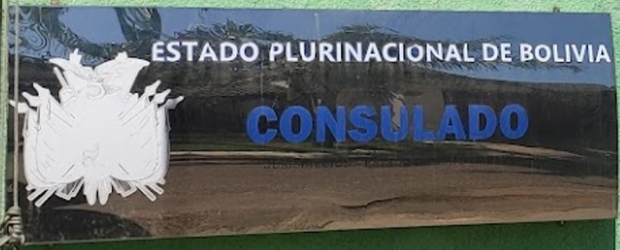 ESTADO PLURINACIONAL DE BOLIVIA
CONSULADO